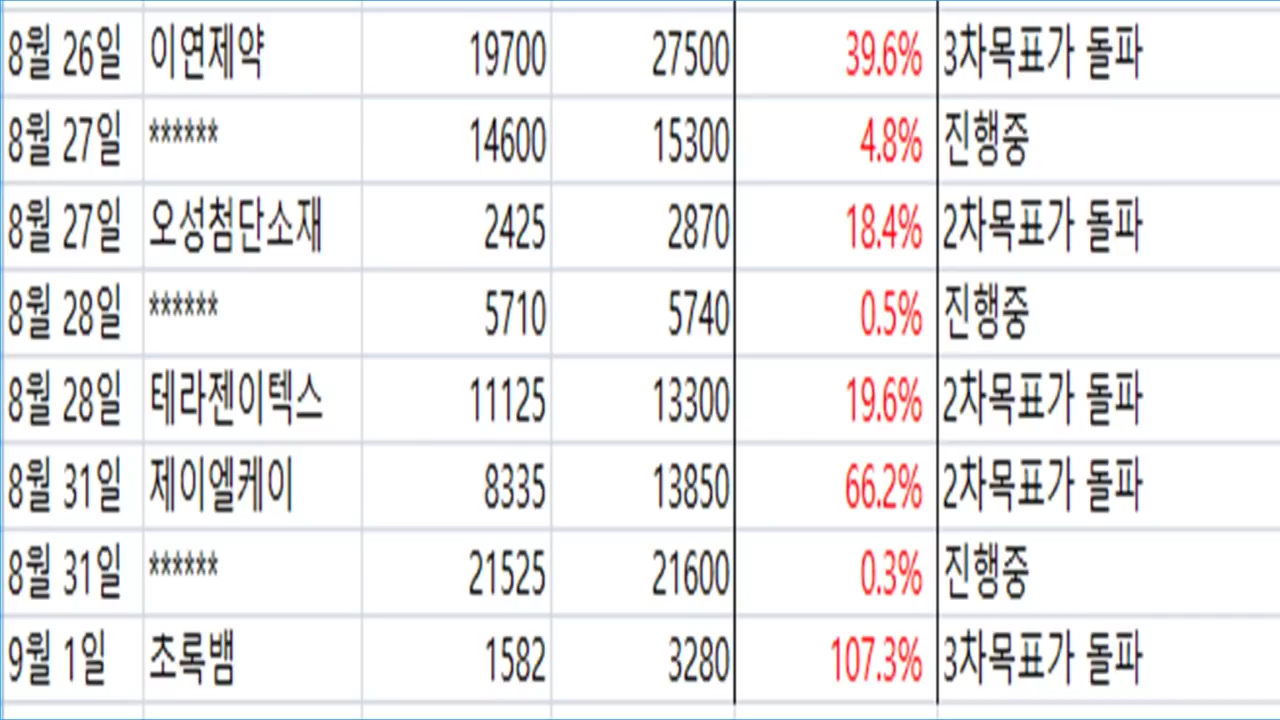 8월 26일 이연제약 19700 27500 39.6% 3차목표가 돌파
8월 27일 ****** 14600 15300 4.8% 진행중
8월 27일 오성첨단소재 2425 2870 18.4% 2차목표가 돌파
8월 28일 ****** 5710 5740 0.5% 진행중
8월 28일 테라젠이텍스 11125 13300 19.6% 2차목표가 돌파
8월 31일 제이엘케이 8335 13850 66.2% 2차목표가 돌파
8월 31일 ****** 21525 21600 0.3% 진행중
9월 1일 초록뱀 1582 3280 107.3% 3차목표가 돌파